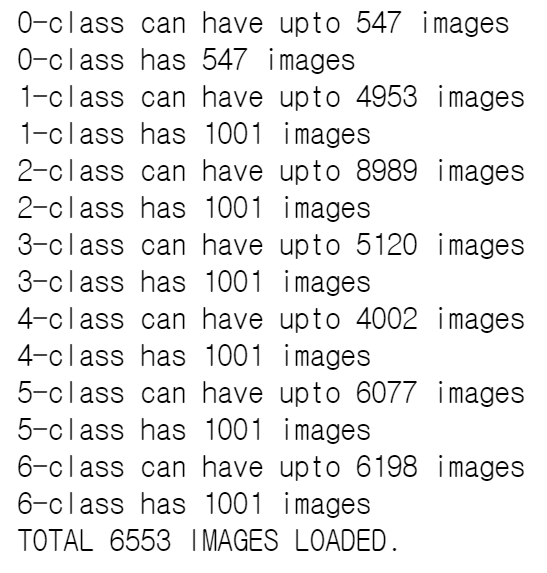 0-class can have upto 547 images
0-class has 547 images
1-class can have upto 4953 images
1-class has 1001 images
2-class can have upto 8989 images
2-class has 1001 images
3-class can have upto 5120 images
3-class has 1001 images
4-class can have upto 4002 images
4-class has 1001 images
5-class can have upto 6077 images
5-class has 1001 images
6-class can have upto 6198 images
6-class has 1001 images
TOTAL 6553 IMAGES LOADED.